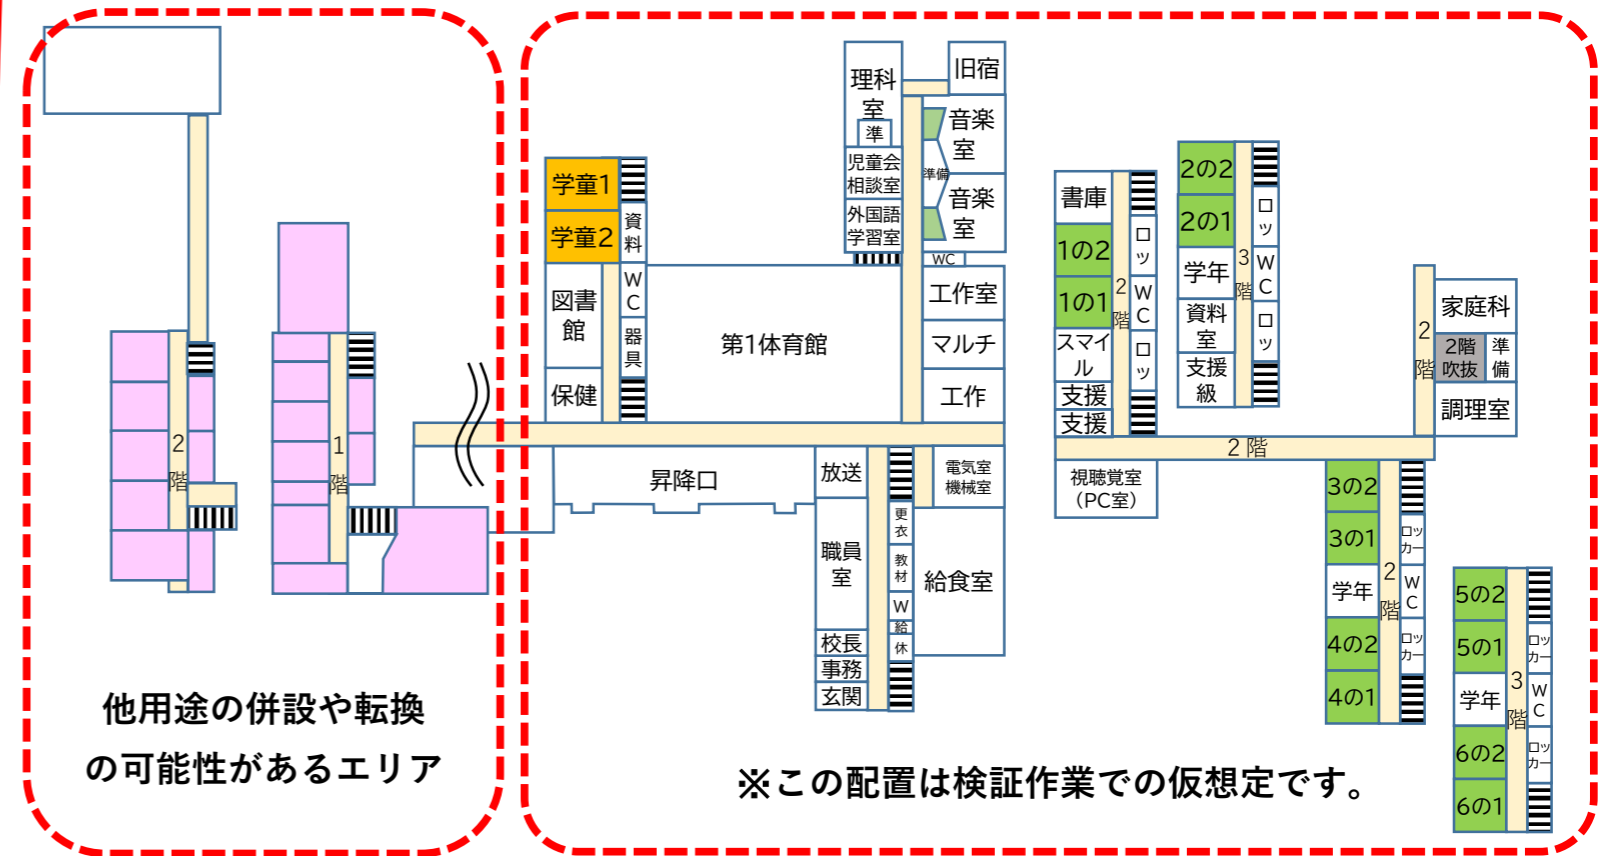 2
階
1
階
他用途の併設や転換
の可能性があるエリア
学童1
学童2
図書
館
保健
資
料
W
C
器
具
第1体育館
理科
室
準
児童会
相談室
外国語
学習室
旧宿
音楽
室
準備
音楽
室
WC
工作室
マルチ
工作
昇降口
放送
職員
室
校長
事務
玄関
更
衣
教
材
W
給
休
電気室
機械室
給食室
書庫
1の2
1の1
スマイ
ル
支援
支援
2
階
ロ
ッ
W
C
ロ
ッ
2の2
2の1
学年
資料
室
支援
級
3
階
ロ
ッ
W
C
ロ
ッ
2階
視聴覚室
(PC室)
2
階
家庭科
2階
吹抜
準
備
調理室
3の2
3の1
学年
4の2
4の1
2
階
ロッ
カー
W
C
ロッ
カー
5の2
5の1
学年
6の2
6の1
3
階
ロッ
カー
W
C
ロッ
カー
※この配置は検証作業での仮想定です。